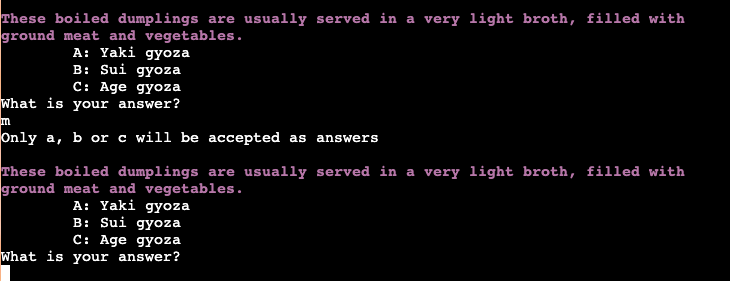 These boiled dumplings are usually served in a very light broth, filled with
ground meat and vegetables.
A: Yaki gyoza
B: Sui gyoza
C: Age gyoza
What is your answer?
m
Only a, b or c will be accepted as answers
These boiled dumplings are usually served in a very light broth, filled with
ground meat and vegetables.
A: Yaki gyoza
B: Sui gyoza
C: Age gyoza
What is your answer?